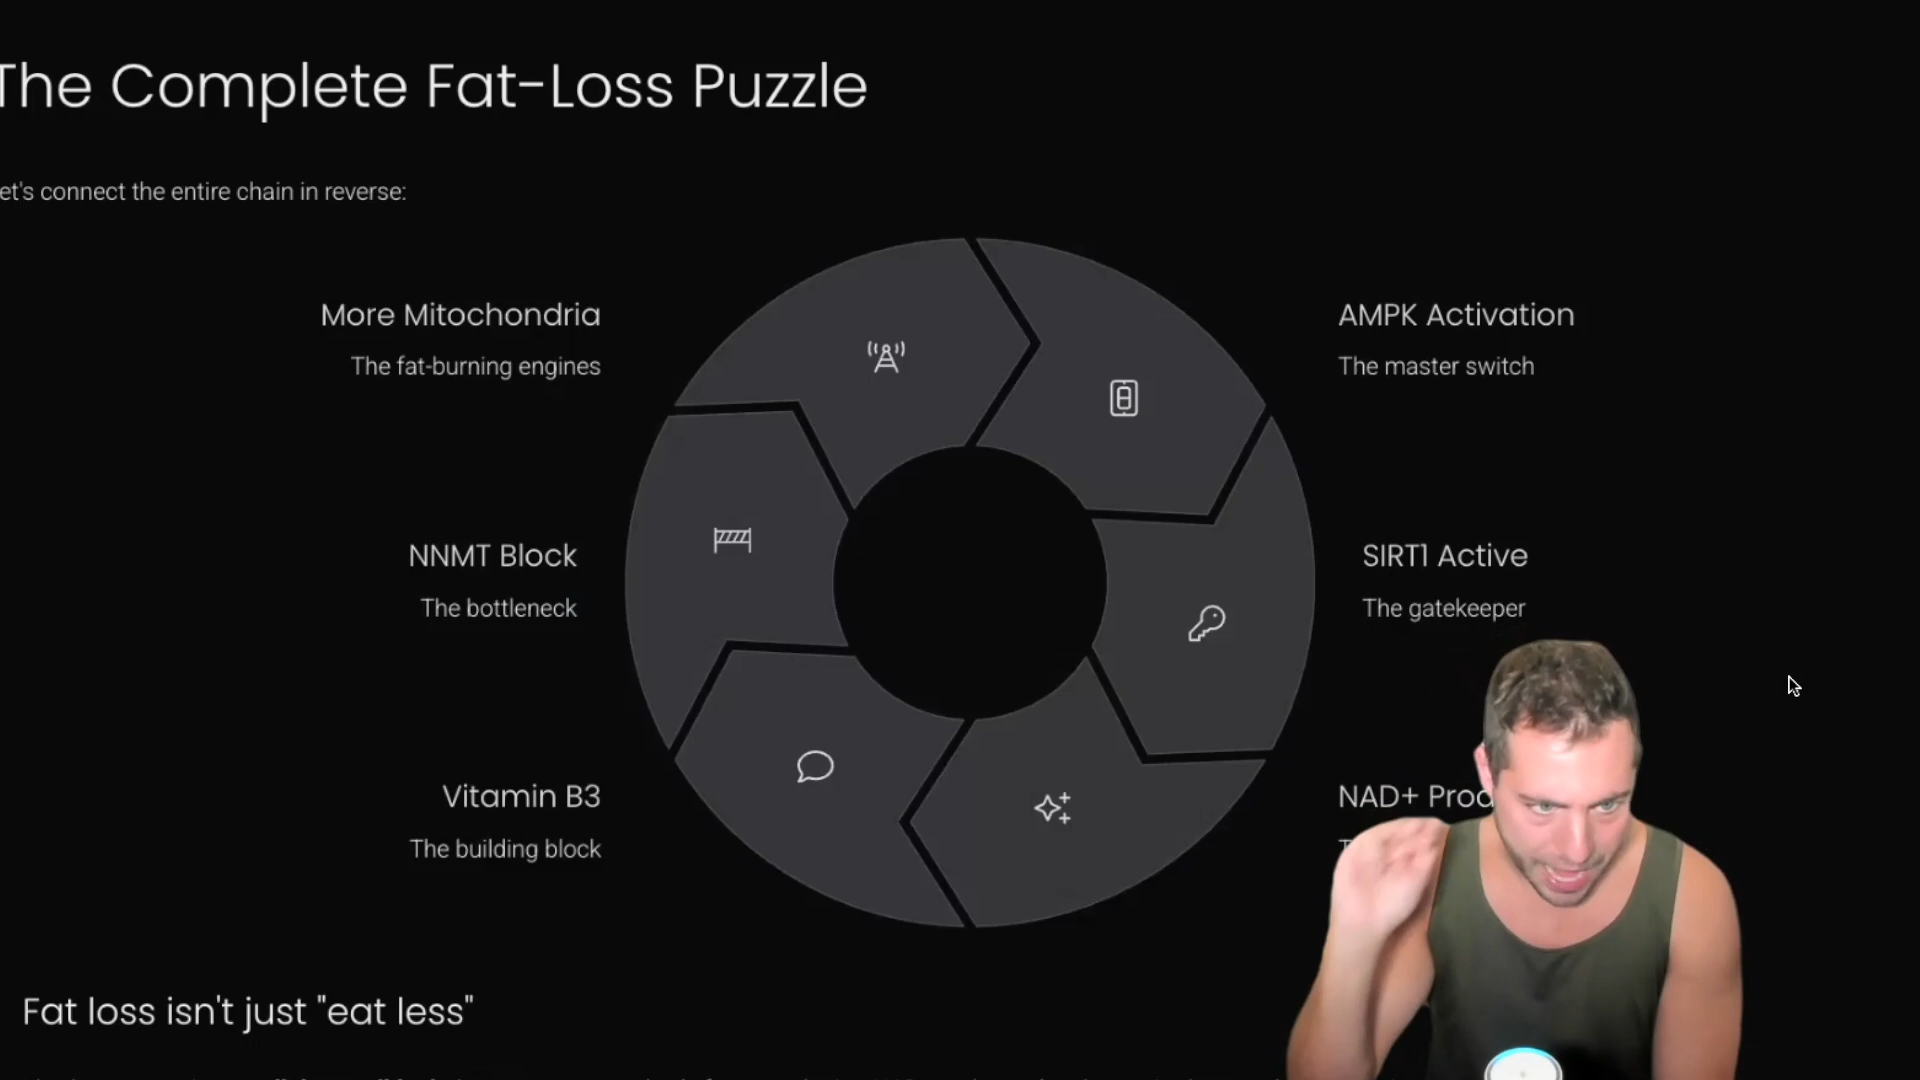 The Complete Fat-Loss Puzzle
et's connect the entire chain in reverse:
More Mitochondria
The fat-burning engines
AMPK Activation
The master switch
NNMT Block
The bottleneck
SIRT1 Active
The gatekeeper
Vitamin B3
The building block
NAD+
Fat loss isn't just "eat less"